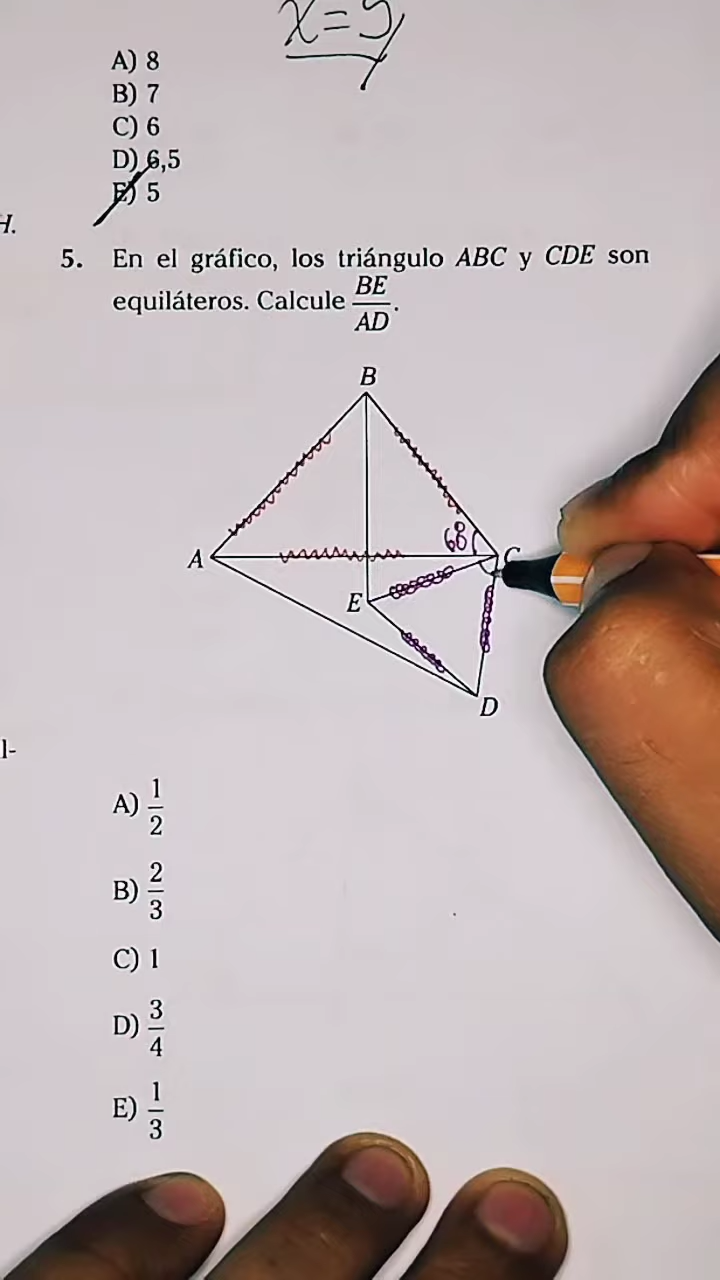 x=5
A) 8
B) 7
C) 6
D) 6,5
E) 5
H.
5. En el gráfico, los triángulo ABC y CDE son
equiláteros. Calcule BE/AD.
B
60°
A
C
E
D
l-
A) 1/2
B) 2/3
C) 1
D) 3/4
E) 1/3